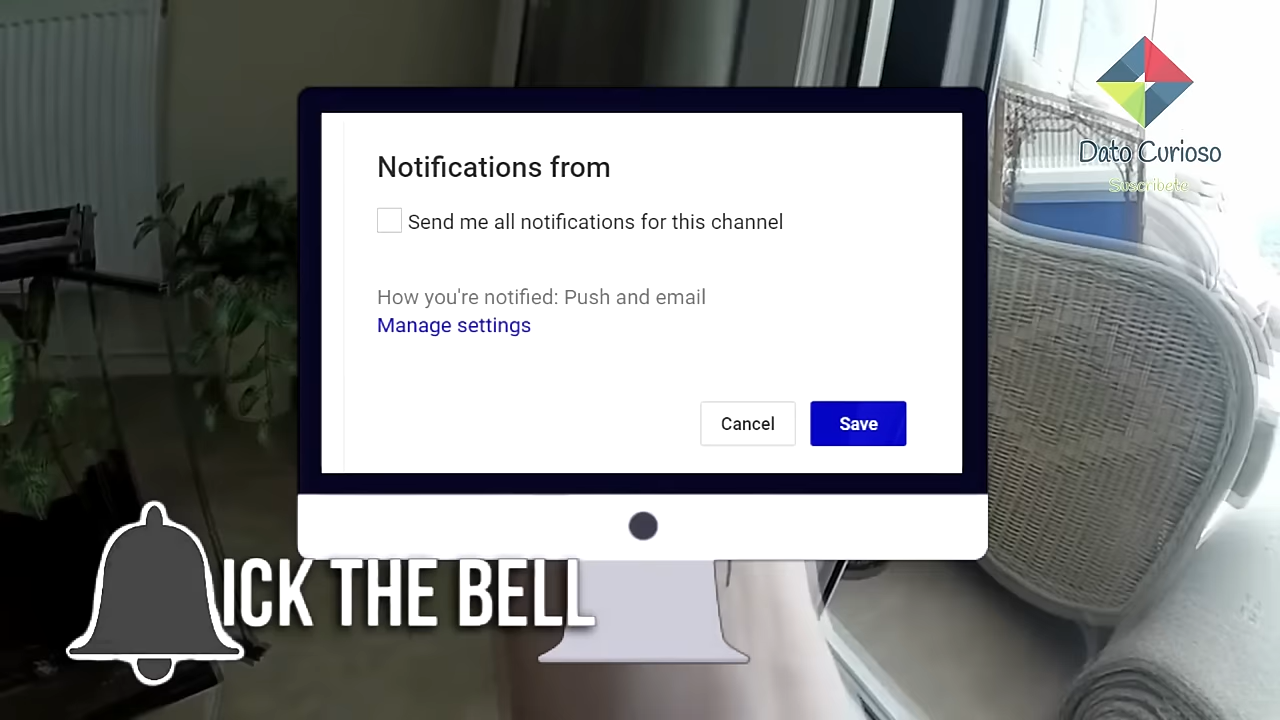 Notifications from
Send me all notifications for this channel
How you're notified: Push and email
Manage settings
Cancel
Save
Dato Curioso
Suscribete
ICK THE BELL